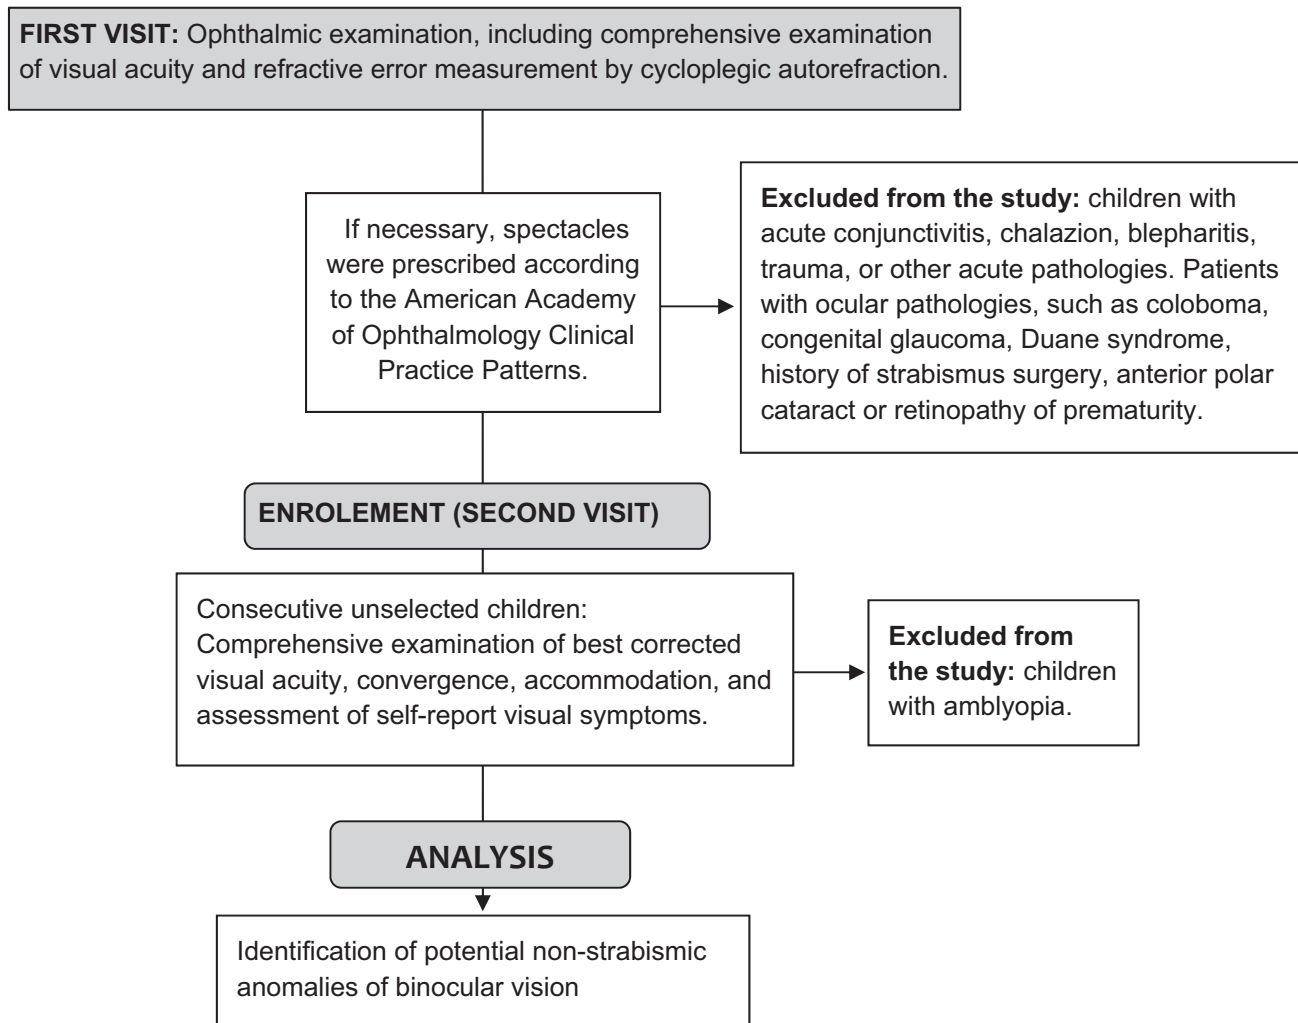 FIRST VISIT: Ophthalmic examination, including comprehensive examination
of visual acuity and refractive error measurement by cycloplegic autorefraction.
If necessary, spectacles
were prescribed according
to the American Academy
of Ophthalmology Clinical
Practice Patterns.
Excluded from the study: children with
acute conjunctivitis, chalazion, blepharitis,
trauma, or other acute pathologies. Patients
with ocular pathologies, such as coloboma,
congenital glaucoma, Duane syndrome,
history of strabismus surgery, anterior polar
cataract or retinopathy of prematurity.
ENROLEMENT (SECOND VISIT)
Consecutive unselected children:
Comprehensive examination of best corrected
visual acuity, convergence, accommodation, and
assessment of self-report visual symptoms.
Excluded from
the study: children
with amblyopia.
ANALYSIS
Identification of potential non-strabismic
anomalies of binocular vision